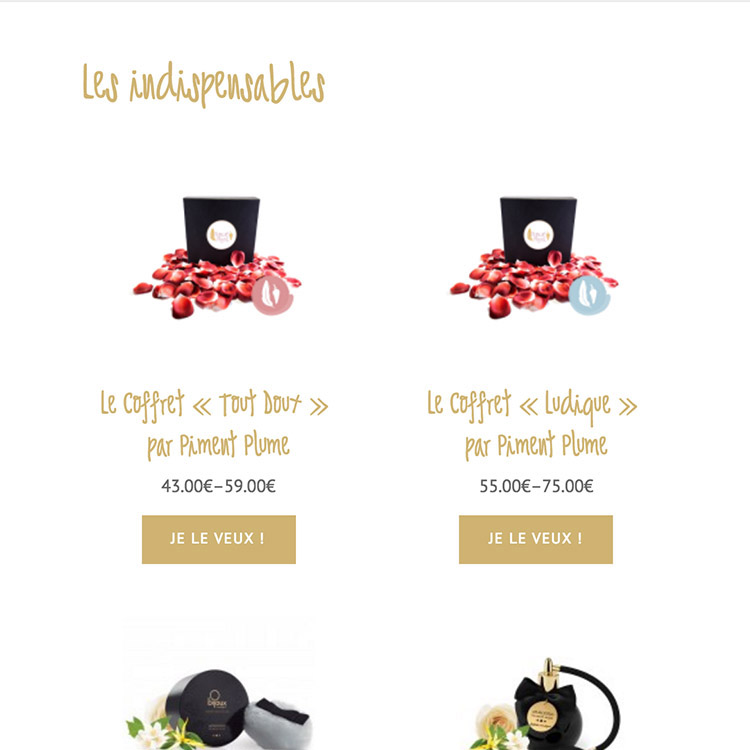 Les indispensables
Le Coffret « Tout Doux »
par Piment Plume
43.00€–59.00€
JE LE VEUX !
Le Coffret « Ludique »
par Piment Plume
55.00€–75.00€
JE LE VEUX !
bijoux